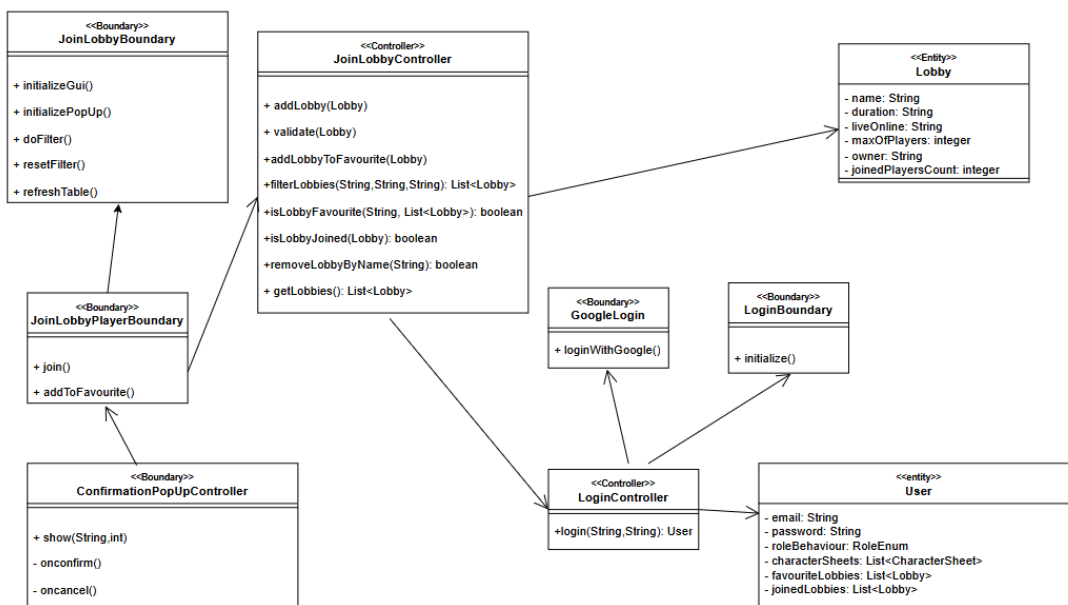 <<Boundary>>
JoinLobbyBoundary
+ initializeGui()
+ initializePopUp()
+ doFilter()
+ resetFilter()
+ refreshTable()
<<Controller>>
JoinLobbyController
+ addLobby(Lobby)
+ validate(Lobby)
+addLobbyToFavourite(Lobby)
+filterLobbies(String,String,String): List<Lobby>
+isLobbyFavourite(String, List<Lobby>): boolean
+isLobbyJoined(Lobby): boolean
+removeLobbyByName(String): boolean
+ getLobbies(): List<Lobby>
<<Entity>>
Lobby
- name: String
- duration: String
- liveOnline: String
- maxOfPlayers: integer
- owner: String
- joinedPlayersCount: integer
<<Boundary>>
JoinLobbyPlayerBoundary
+ join()
+ addToFavourite()
<<Boundary>>
GoogleLogin
+ loginWithGoogle()
<<Boundary>>
LoginBoundary
+ initialize()
<<Boundary>>
ConfirmationPopUpController
+ show(String,int)
- onconfirm()
- oncancel()
<<Controller>>
LoginController
+login(String,String): User
<<entity>>
User
- email: String
- password: String
- roleBehaviour: RoleEnum
- characterSheets: List<CharacterSheet>
- favouriteLobbies: List<Lobby>
- joinedLobbies: List<Lobby>